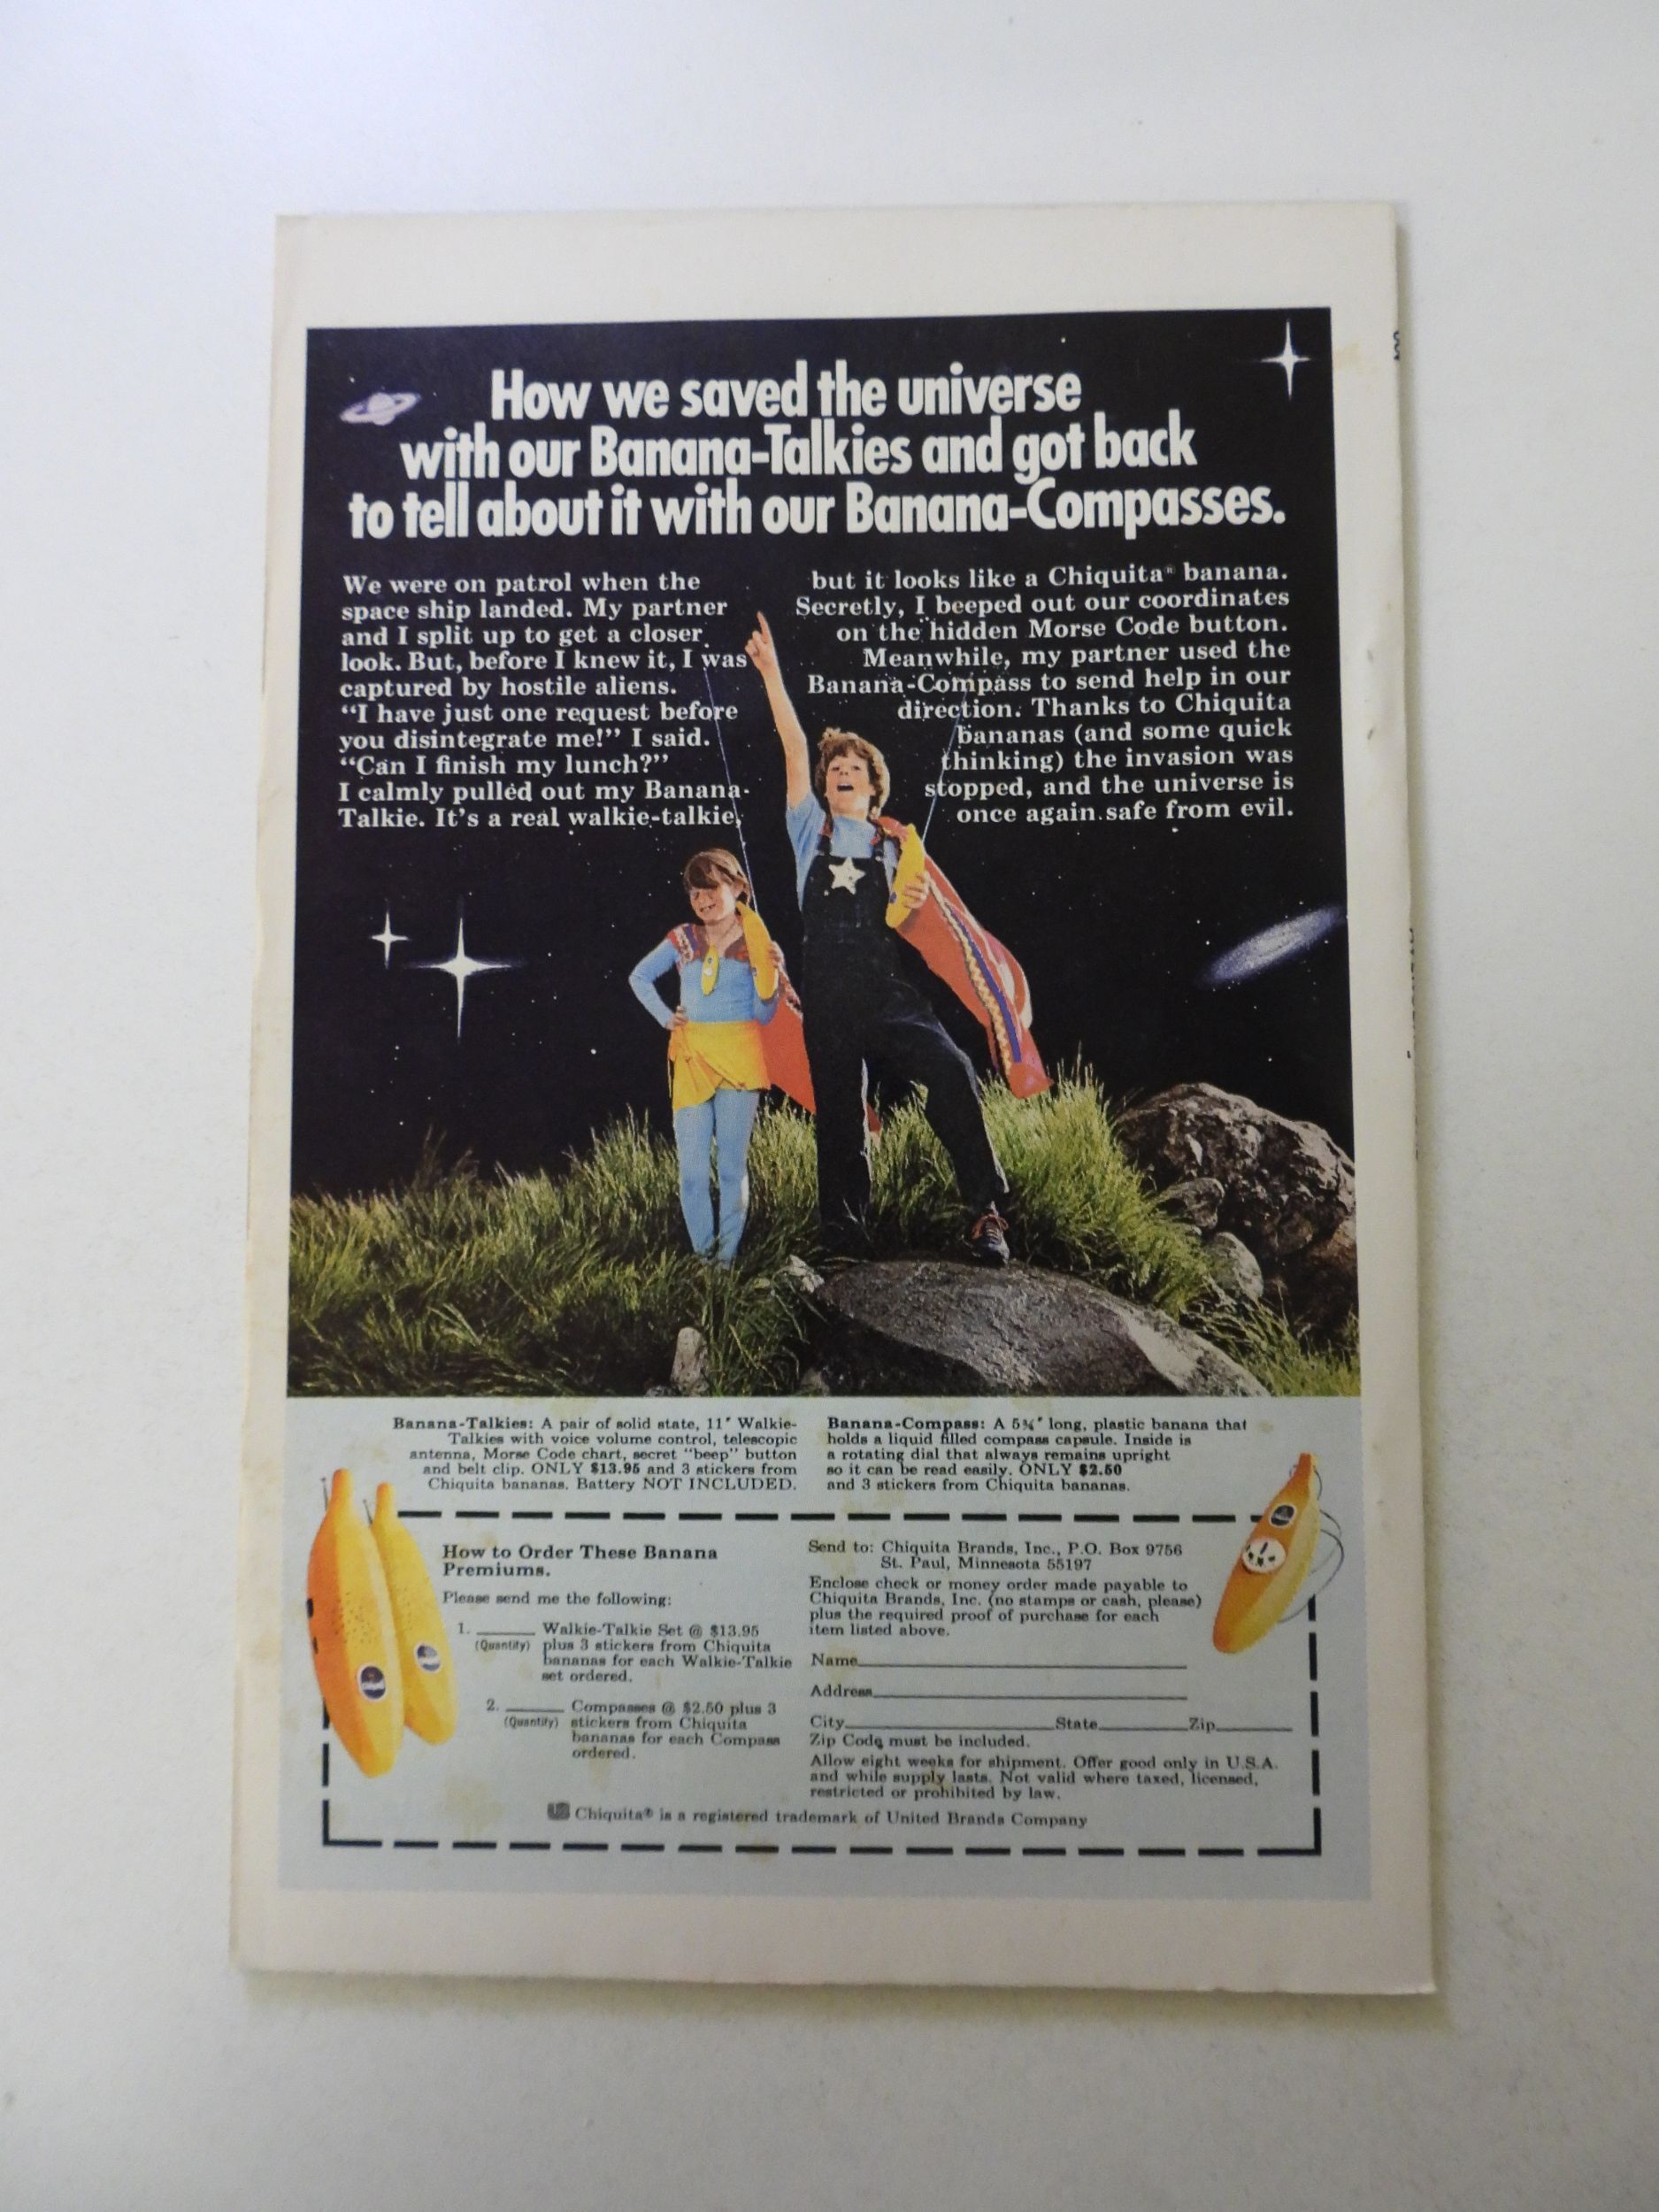 How we saved the universe
with our Banana-Talkies and got back
to tell about it with our Banana-Compasses.
We were on patrol when the
space ship landed. My partner
and I split up to get a closer
look. But, before I knew it, I was
captured by hostile aliens.
“I have just one request before
you disintegrate me!” I said.
“Can I finish my lunch?”
I calmly pulled out my Banana-
Talkie. It’s a real walkie-talkie,
but it looks like a Chiquita® banana.
Secretly, I beeped out our coordinates
on the hidden Morse Code button.
Meanwhile, my partner used the
Banana-Compass to send help in our
direction. Thanks to Chiquita
bananas (and some quick
thinking) the invasion was
stopped, and the universe is
once again safe from evil.
Banana-Talkies: A pair of solid state, 11" Walkie-
Talkies with voice volume control, telescopic
antenna, Morse Code chart, secret “beep” button
and belt clip. ONLY $13.95 and 3 stickers from
Chiquita bananas. Battery NOT INCLUDED.
Banana-Compass: A 5¾" long, plastic banana that
holds a liquid filled compass capsule. Inside is
a rotating dial that always remains upright
so it can be read easily. ONLY $2.50
and 3 stickers from Chiquita bananas.
How to Order These Banana
Premiums.
Please send me the following:
1. ______ Walkie-Talkie Set @ $13.95
(Quantity) plus 3 stickers from Chiquita
bananas for each Walkie-Talkie
set ordered.
2. ______ Compasses @ $2.50 plus 3
(Quantity) stickers from Chiquita
bananas for each Compass
ordered.
Send to: Chiquita Brands, Inc., P.O. Box 9756
St. Paul, Minnesota 55197
Enclose check or money order made payable to
Chiquita Brands, Inc. (no stamps or cash, please)
plus the required proof of purchase for each
item listed above.
Name
Address
City State Zip
Zip Code must be included.
Allow eight weeks for shipment. Offer good only in U.S.A.
and while supply lasts. Not valid where taxed, licensed,
restricted or prohibited by law.
Chiquita® is a registered trademark of United Brands Company